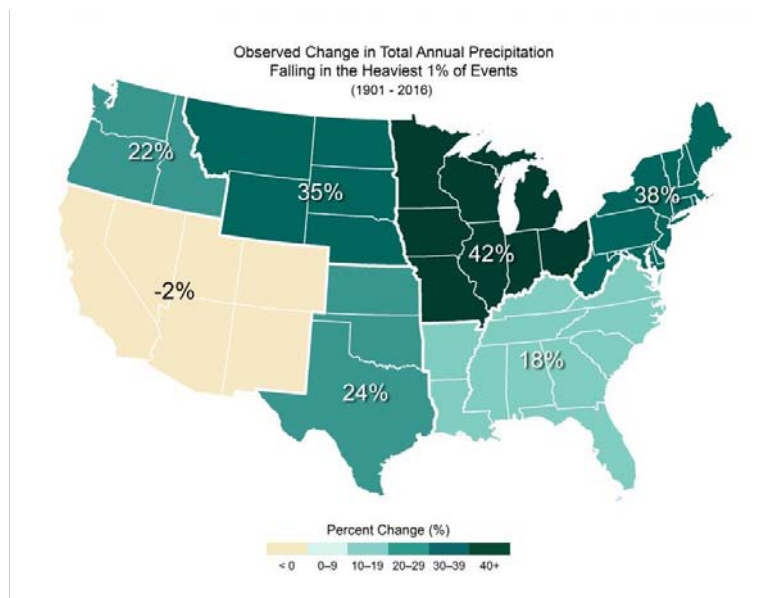 Observed Change in Total Annual Precipitation
Falling in the Heaviest 1% of Events
(1901 - 2016)
22%
35%
38%
42%
-2%
18%
24%
Percent Change (%)
< 0 0–9 10–19 20–29 30–39 40+